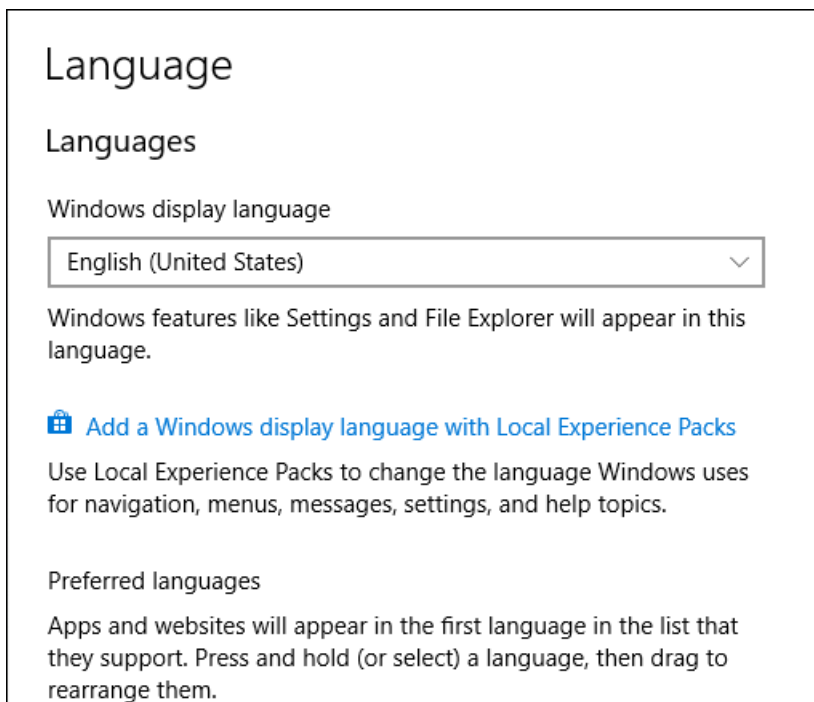 Language
Languages
Windows display language
English (United States)
Windows features like Settings and File Explorer will appear in this
language.
Add a Windows display language with Local Experience Packs
Use Local Experience Packs to change the language Windows uses
for navigation, menus, messages, settings, and help topics.
Preferred languages
Apps and websites will appear in the first language in the list that
they support. Press and hold (or select) a language, then drag to
rearrange them.